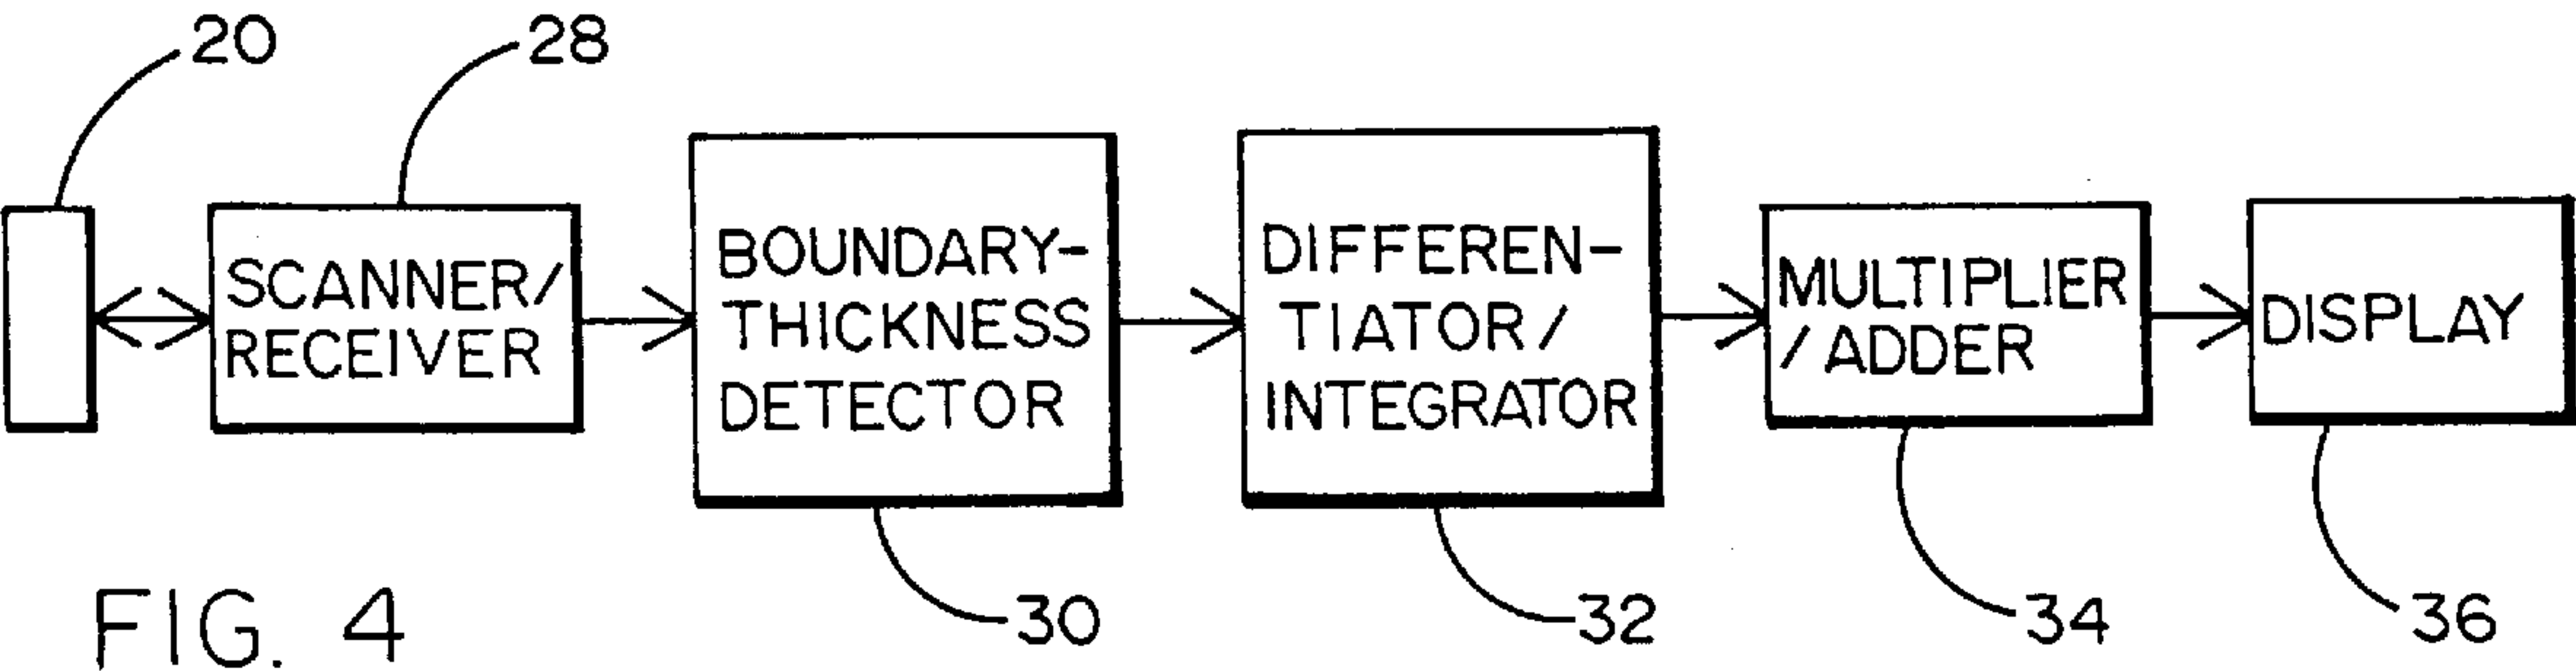 20
28
SCANNER/
RECEIVER
BOUNDARY-
THICKNESS
DETECTOR
DIFFEREN-
TIATOR/
INTEGRATOR
MULTIPLIER
/ADDER
DISPLAY
30
32
34
36
FIG. 4